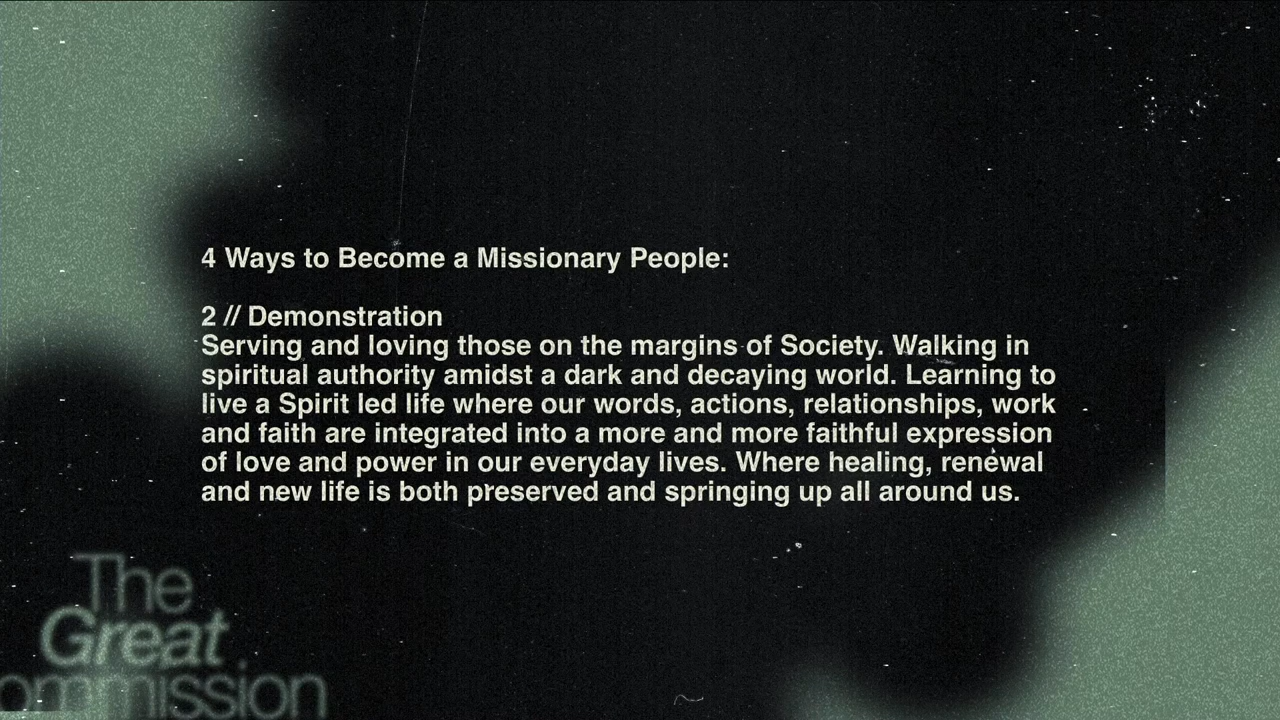 4 Ways to Become a Missionary People:
2 // Demonstration
Serving and loving those on the margins of Society. Walking in
spiritual authority amidst a dark and decaying world. Learning to
live a Spirit led life where our words, actions, relationships, work
and faith are integrated into a more and more faithful expression
of love and power in our everyday lives. Where healing, renewal
and new life is both preserved and springing up all around us.
The
Great
ommission